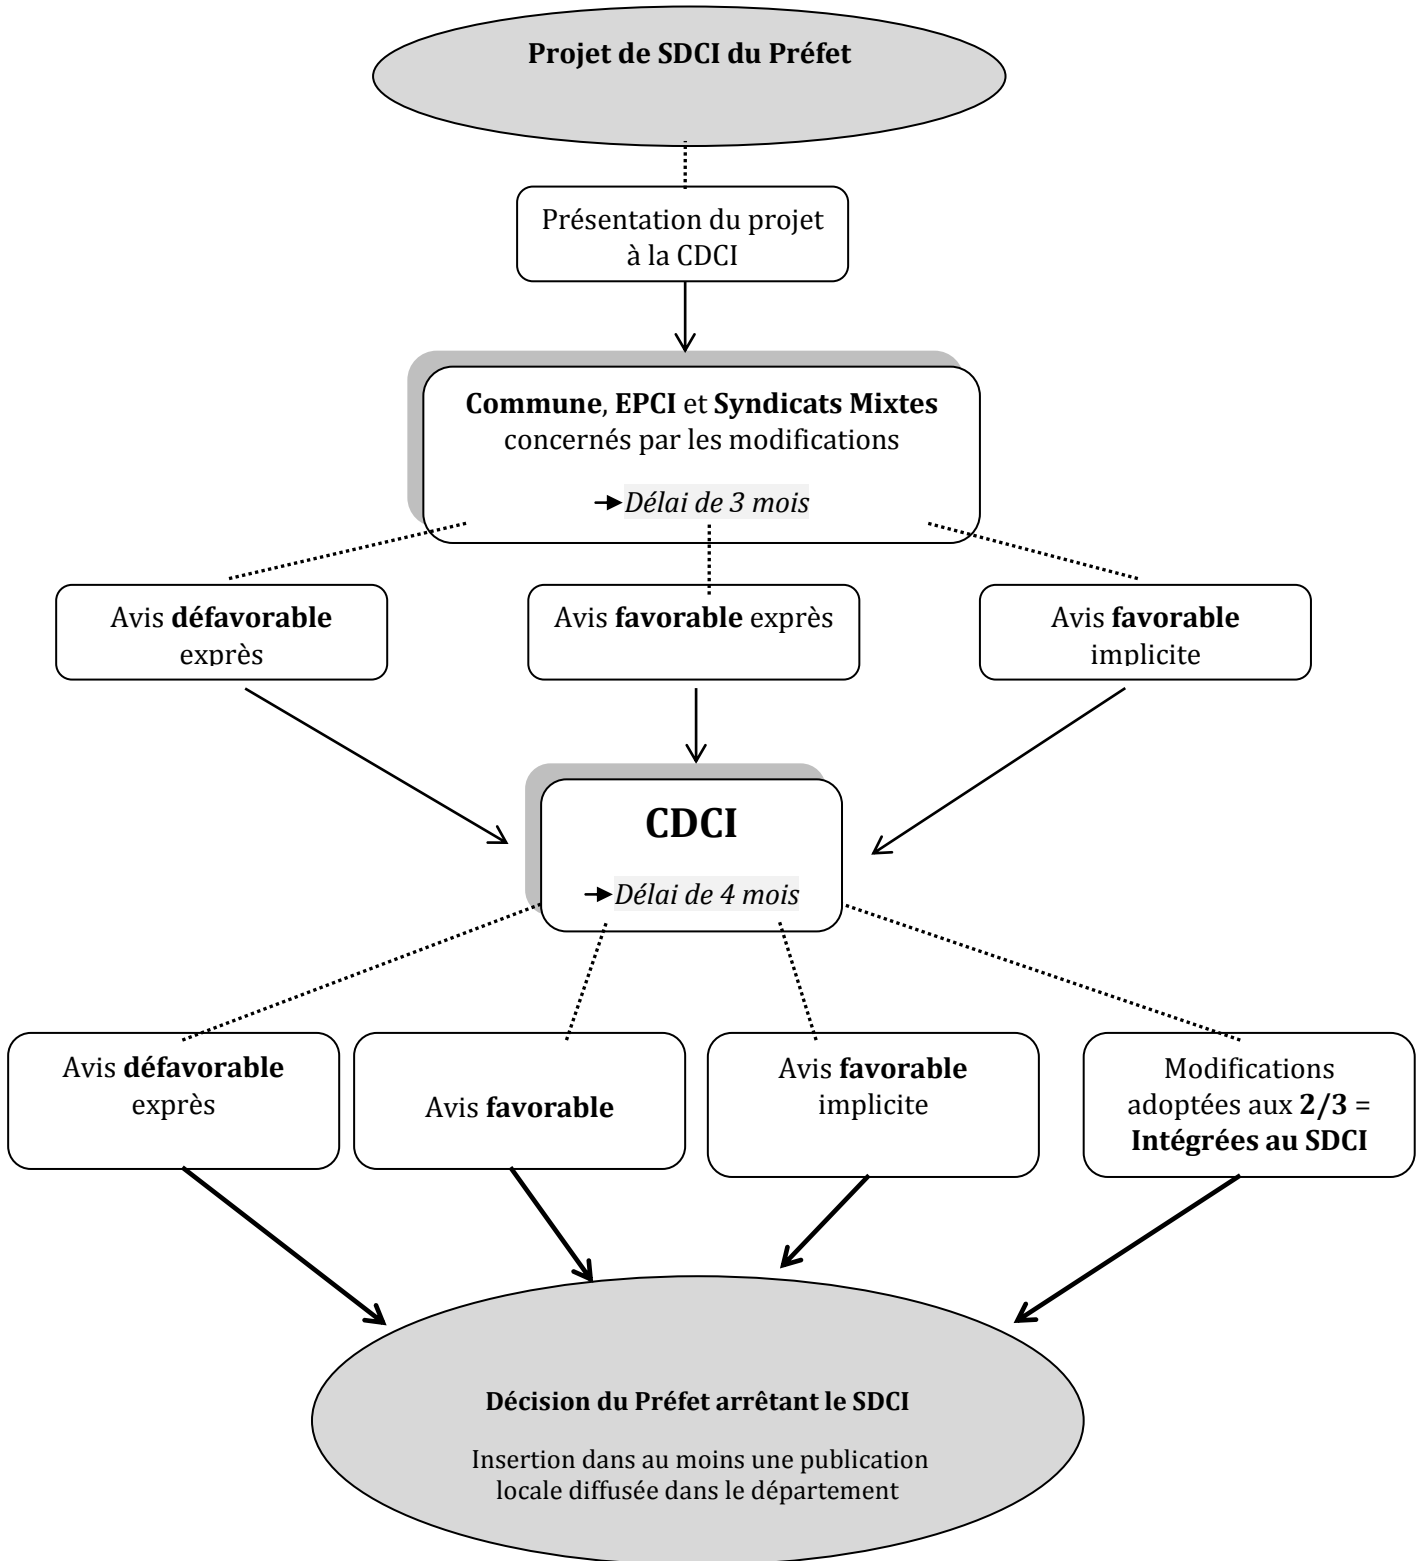 Projet de SDCI du Préfet
Présentation du projet
à la CDCI
Commune, EPCI et Syndicats Mixtes
concernés par les modifications
Délai de 3 mois
Avis défavorable
exprès
Avis favorable exprès
Avis favorable
implicite
CDCI
Délai de 4 mois
Avis défavorable
exprès
Avis favorable
Avis favorable
implicite
Modifications
adoptées aux 2/3 =
Intégrées au SDCI
Décision du Préfet arrêtant le SDCI
Insertion dans au moins une publication
locale diffusée dans le département